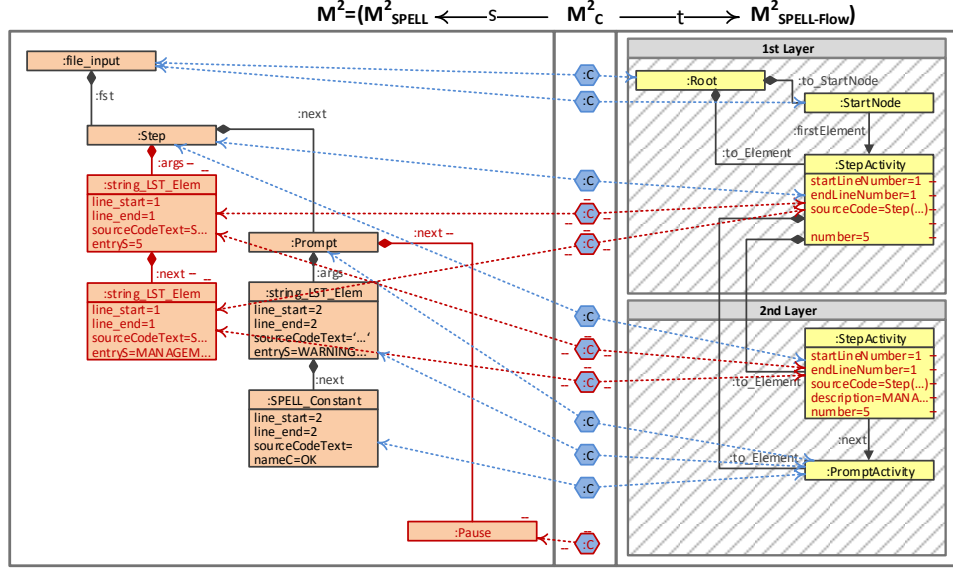 M²=(M²SPELL s M²C t M²SPELL-Flow)
1st Layer
:file_input
:C
:Root
:to_StartNode
:fst
:C
:StartNode
:next
:firstElement
:Step
:to_Element
:StepActivity
:args --
--
:string_LST_Elem
:C
startLineNumber=1 --
endLineNumber=1 --
line_start=1
line_end=1
sourceCodeText=S...
entryS=5
--
-- :C --
sourceCode=Step(...) --
number=5 --
:Prompt
:next --
--
-- :C --
:args
:next --
--
:string_LST_Elem
line_start=1
line_end=1
sourceCodeText=S...
entryS=MANAGEM...
:string_LST_Elem
line_start=2
line_end=2
sourceCodeText='...'
entryS=WARNING...
2nd Layer
:C
:StepActivity
startLineNumber=1 --
endLineNumber=1 --
sourceCode=Step(...) --
description=MANA... --
number=5 --
--
-- :C --
--
-- :C --
:to_Element
:next
:SPELL_Constant
line_start=2
line_end=2
sourceCodeText=
nameC=OK
:C
:next
:C
:to_Element
:PromptActivity
:C
--
:Pause
--
-- :C